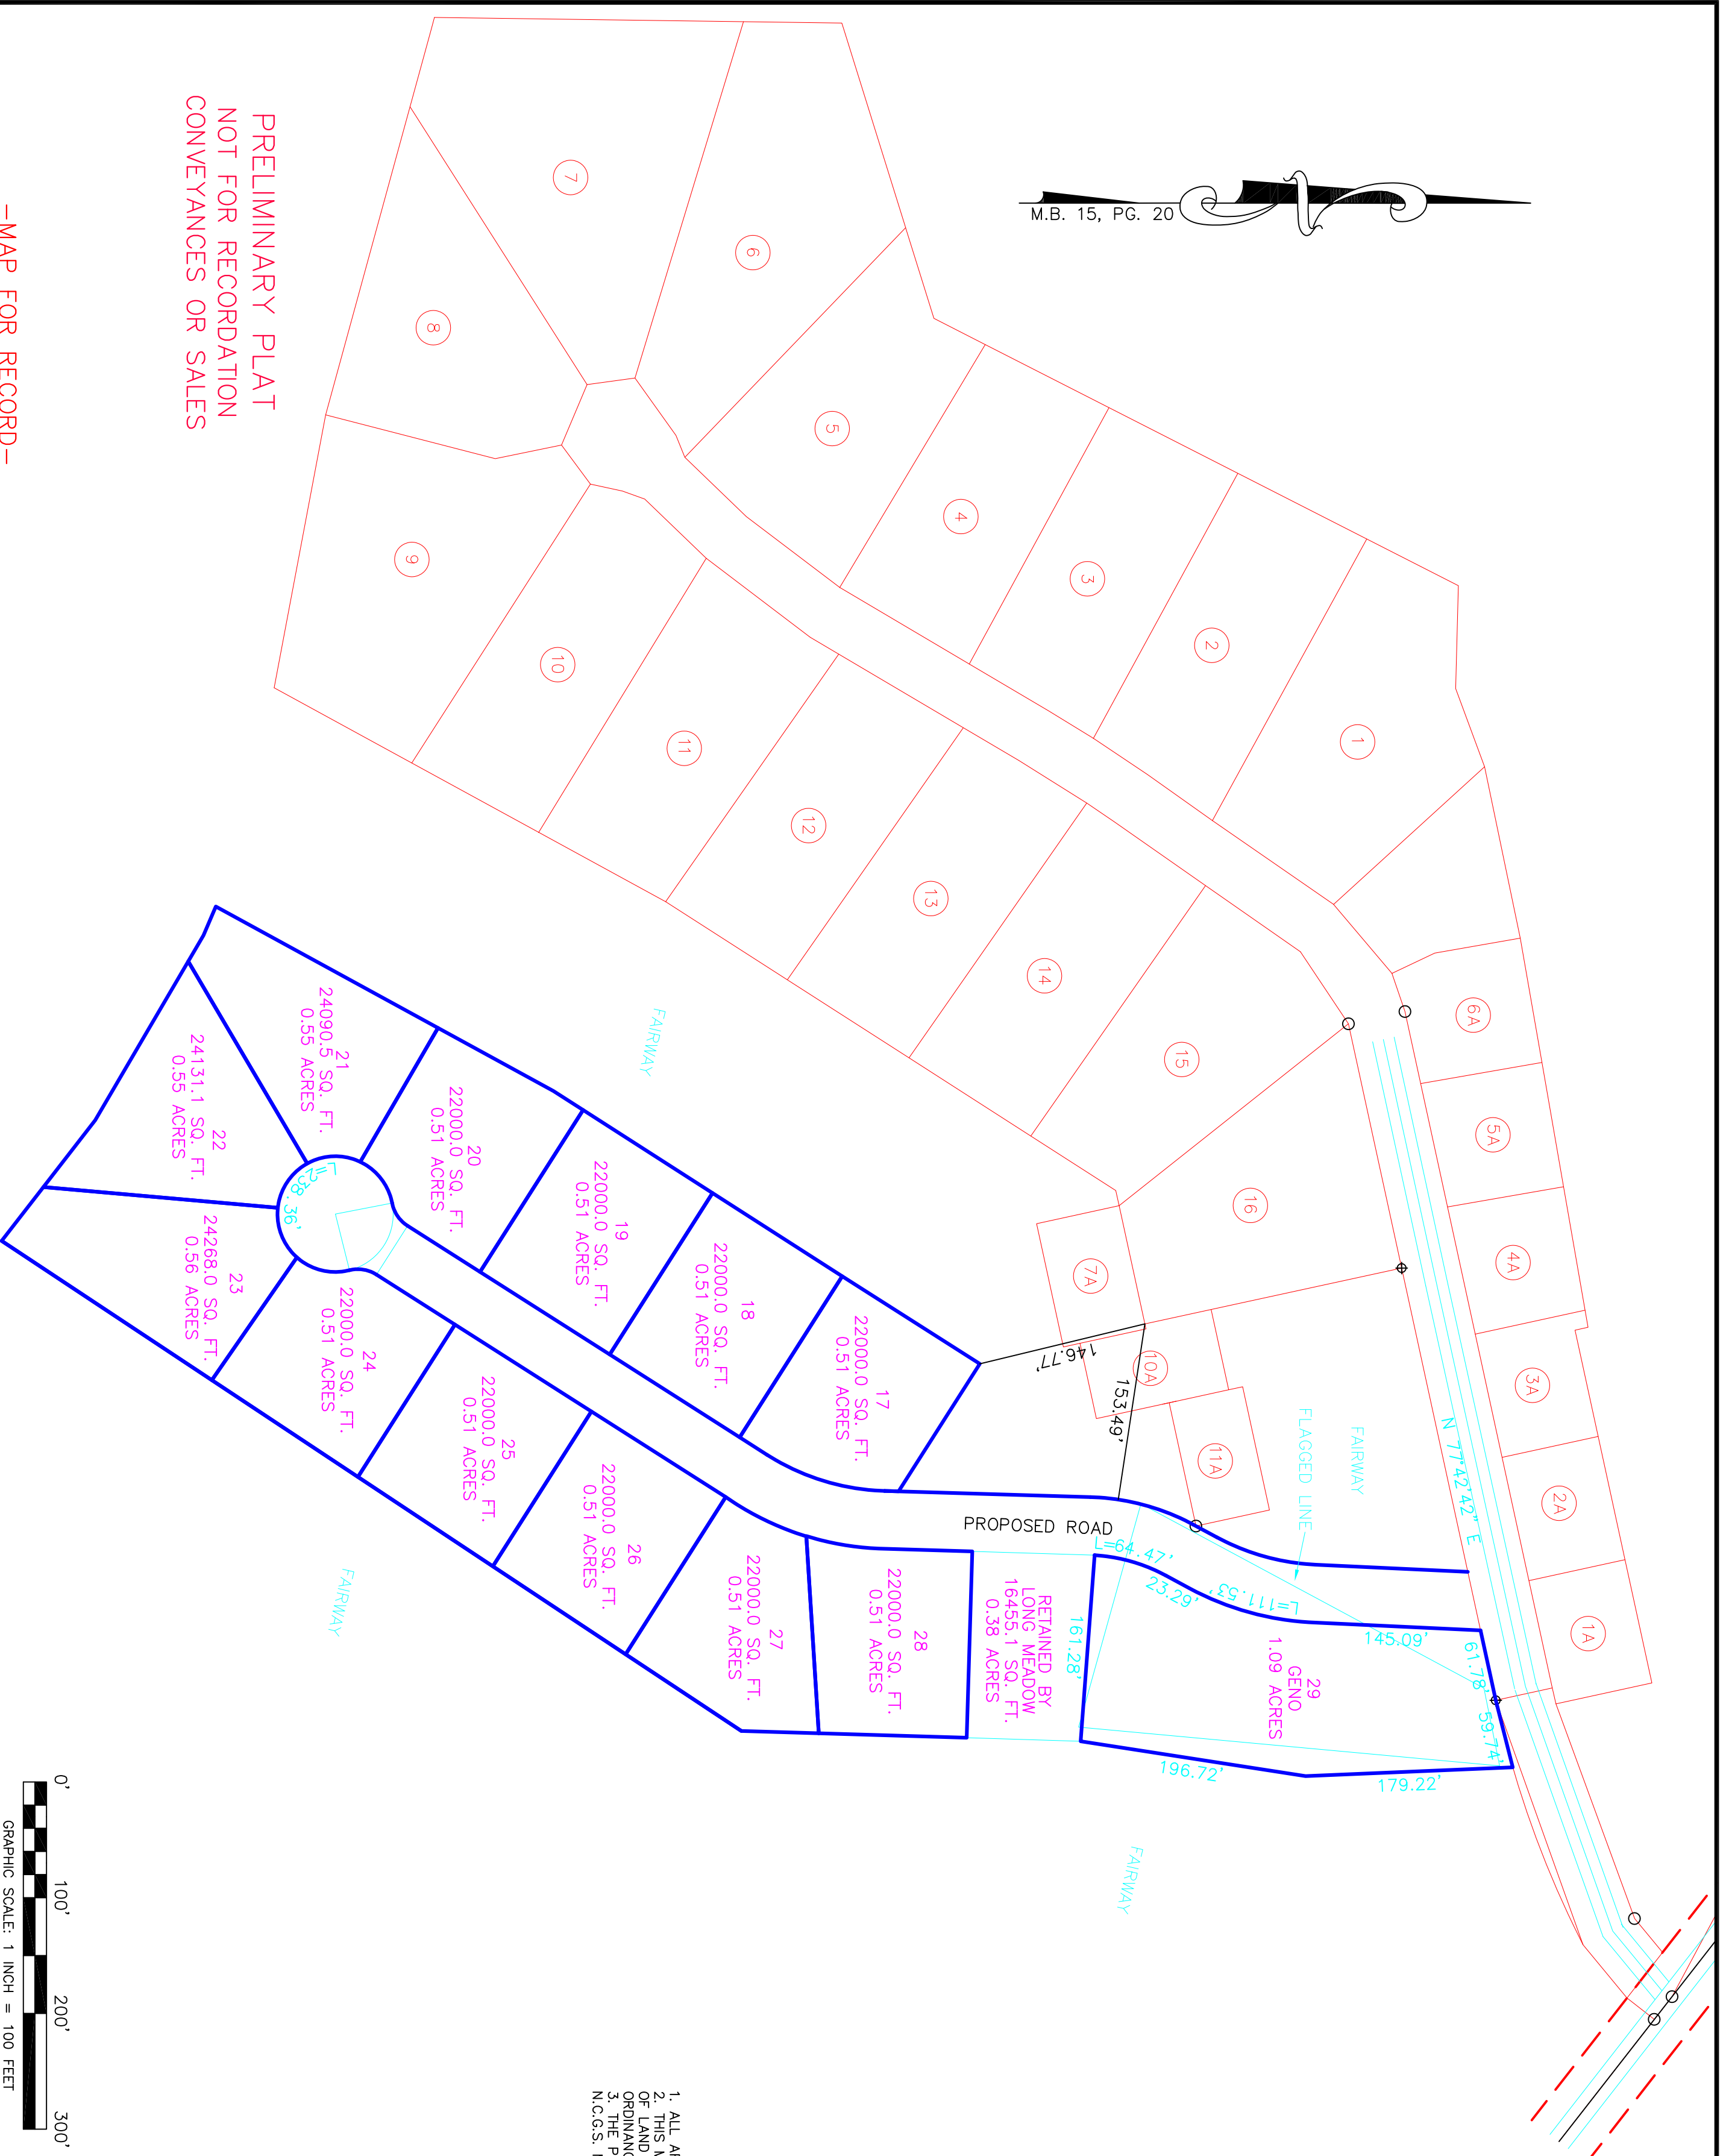 M.B. 15, PG. 20
PRELIMINARY PLAT
NOT FOR RECORDATION
CONVEYANCES OR SALES
-MAP FOR RECORD-
7
6
8
5
4
3
2
1
9
10
11
12
13
14
15
16
6A
5A
4A
3A
2A
1A
7A
10A
11A
N 77°42'42" E
FAIRWAY
FLAGGED LINE
146.77'
153.49'
PROPOSED ROAD
L=64.47'
23.29'
L=111.53'
145.09'
61.78'
59.74'
161.28'
196.72'
179.22'
29
GENO
1.09 ACRES
RETAINED BY
LONG MEADOW
16455.1 SQ. FT.
0.38 ACRES
28
22000.0 SQ. FT.
0.51 ACRES
27
22000.0 SQ. FT.
0.51 ACRES
26
22000.0 SQ. FT.
0.51 ACRES
25
22000.0 SQ. FT.
0.51 ACRES
24
22000.0 SQ. FT.
0.51 ACRES
23
24268.0 SQ. FT.
0.56 ACRES
22
24131.1 SQ. FT.
0.55 ACRES
21
24090.5 SQ. FT.
0.55 ACRES
20
22000.0 SQ. FT.
0.51 ACRES
19
22000.0 SQ. FT.
0.51 ACRES
18
22000.0 SQ. FT.
0.51 ACRES
17
22000.0 SQ. FT.
0.51 ACRES
L=238.36'
FAIRWAY
FAIRWAY
FAIRWAY
0'
100'
200'
300'
GRAPHIC SCALE: 1 INCH = 100 FEET
1. ALL
2. THIS
OF LAND
3. THE
N.C.G.S.